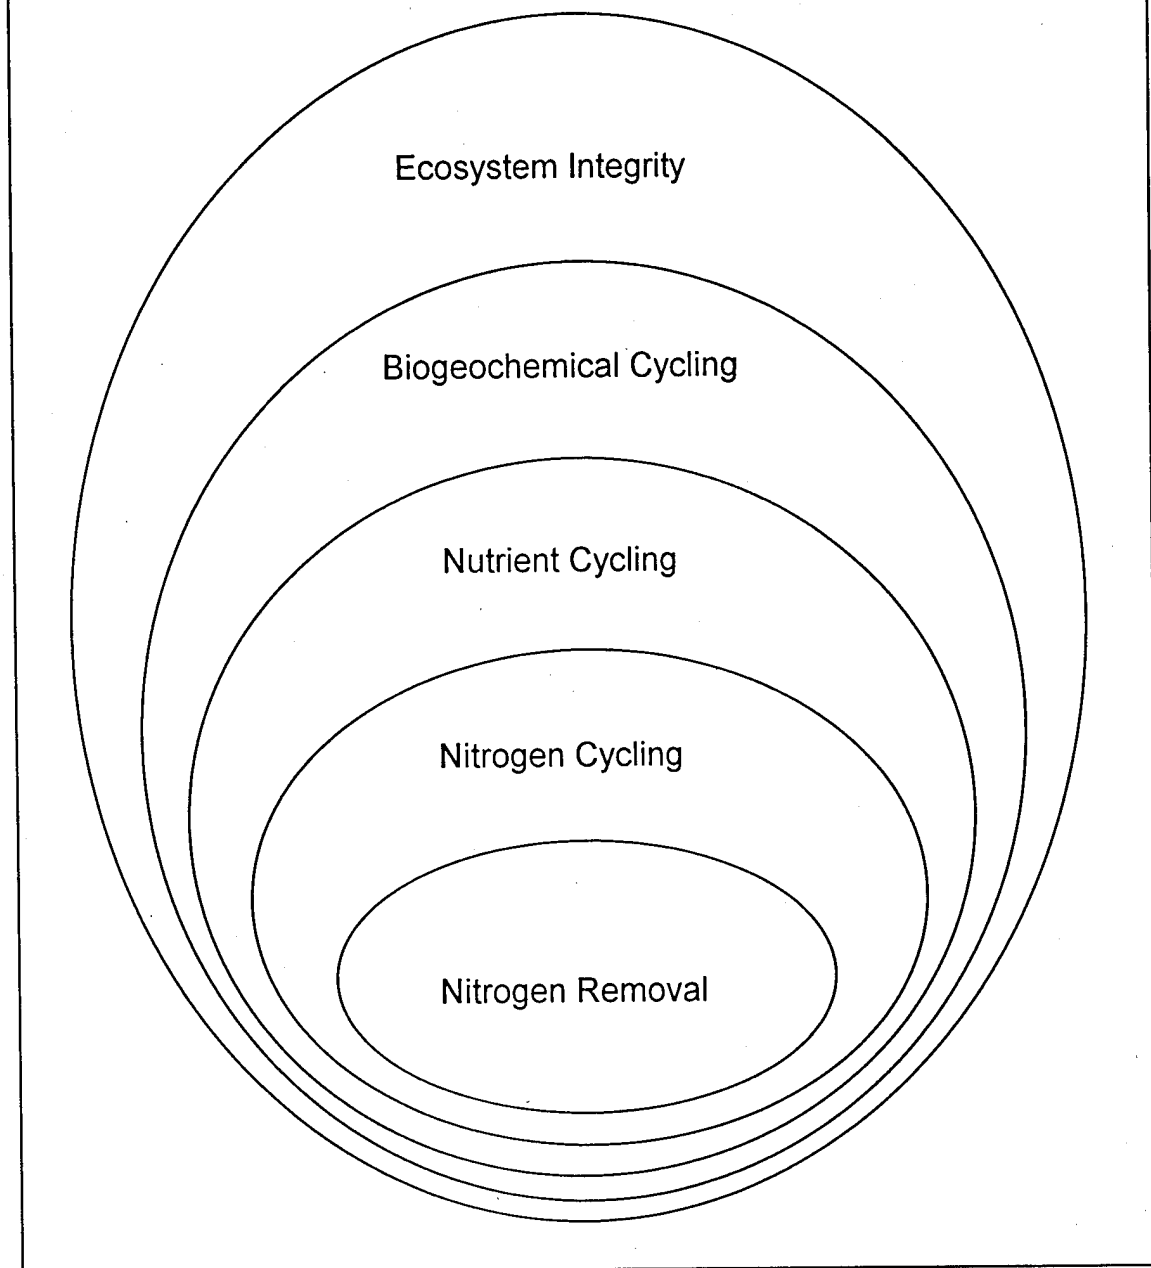 Ecosystem Integrity
Biogeochemical Cycling
Nutrient Cycling
Nitrogen Cycling
Nitrogen Removal